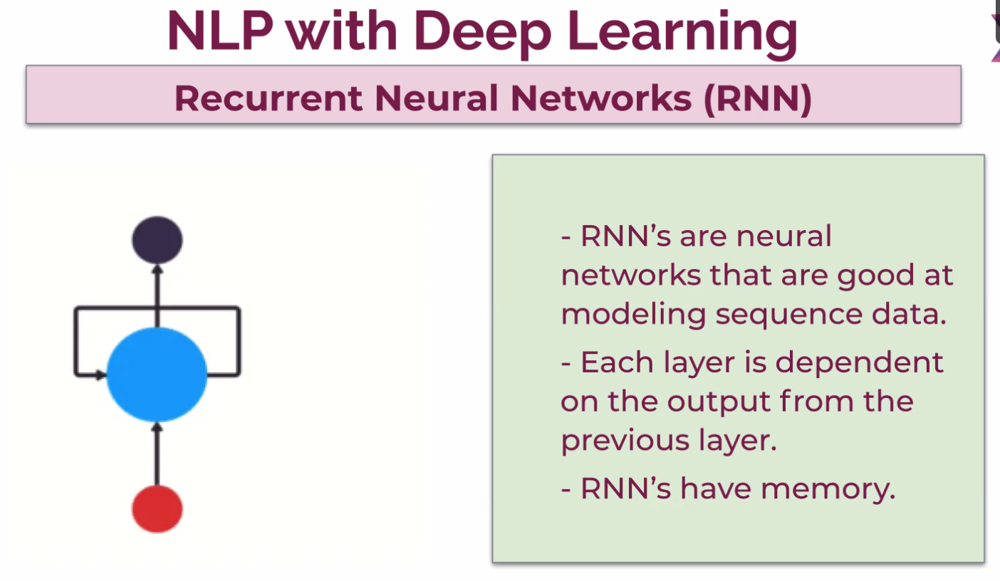 NLP with Deep Learning
Recurrent Neural Networks (RNN)
- RNN’s are neural
networks that are good at
modeling sequence data.
- Each layer is dependent
on the output from the
previous layer.
- RNN’s have memory.